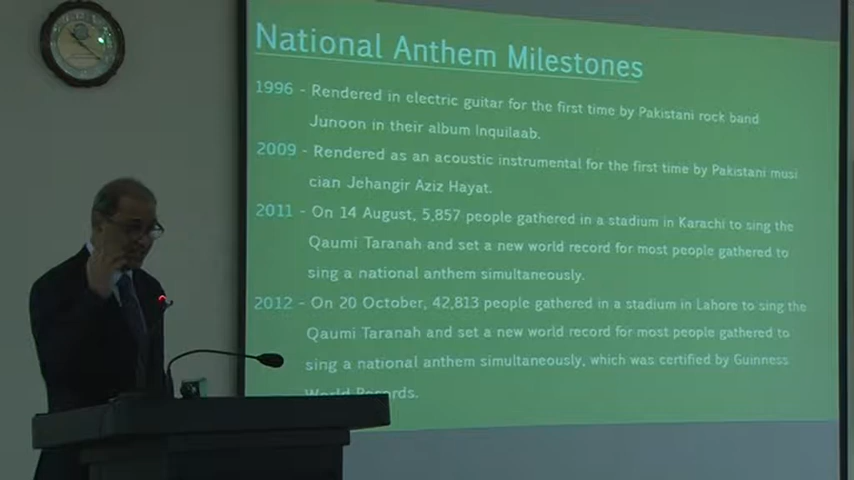 National Anthem Milestones
1996 - Rendered in electric guitar for the first time by Pakistani rock band
Junoon in their album Inquilaab.
2009 - Rendered as an acoustic instrumental for the first time by Pakistani musi
cian Jehangir Aziz Hayat.
2011 - On 14 August, 5,857 people gathered in a stadium in Karachi to sing the
Qaumi Taranah and set a new world record for most people gathered to
sing a national anthem simultaneously.
2012 - On 20 October, 42,813 people gathered in a stadium in Lahore to sing the
Qaumi Taranah and set a new world record for most people gathered to
sing a national anthem simultaneously, which was certified by Guinness
World Records.